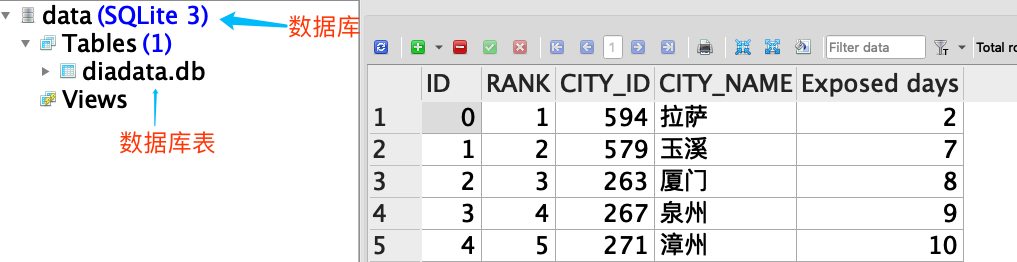 data (SQLite 3)
数据库
Tables (1)
diadata.db
Views
数据库表
1
Filter data
Total ro
ID RANK CITY_ID CITY_NAME Exposed days
1 0 1 594 拉萨 2
2 1 2 579 玉溪 7
3 2 3 263 厦门 8
4 3 4 267 泉州 9
5 4 5 271 漳州 10